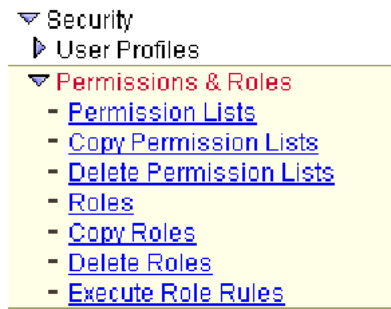 Security
User Profiles
Permissions & Roles
- Permission Lists
- Copy Permission Lists
- Delete Permission Lists
- Roles
- Copy Roles
- Delete Roles
- Execute Role Rules